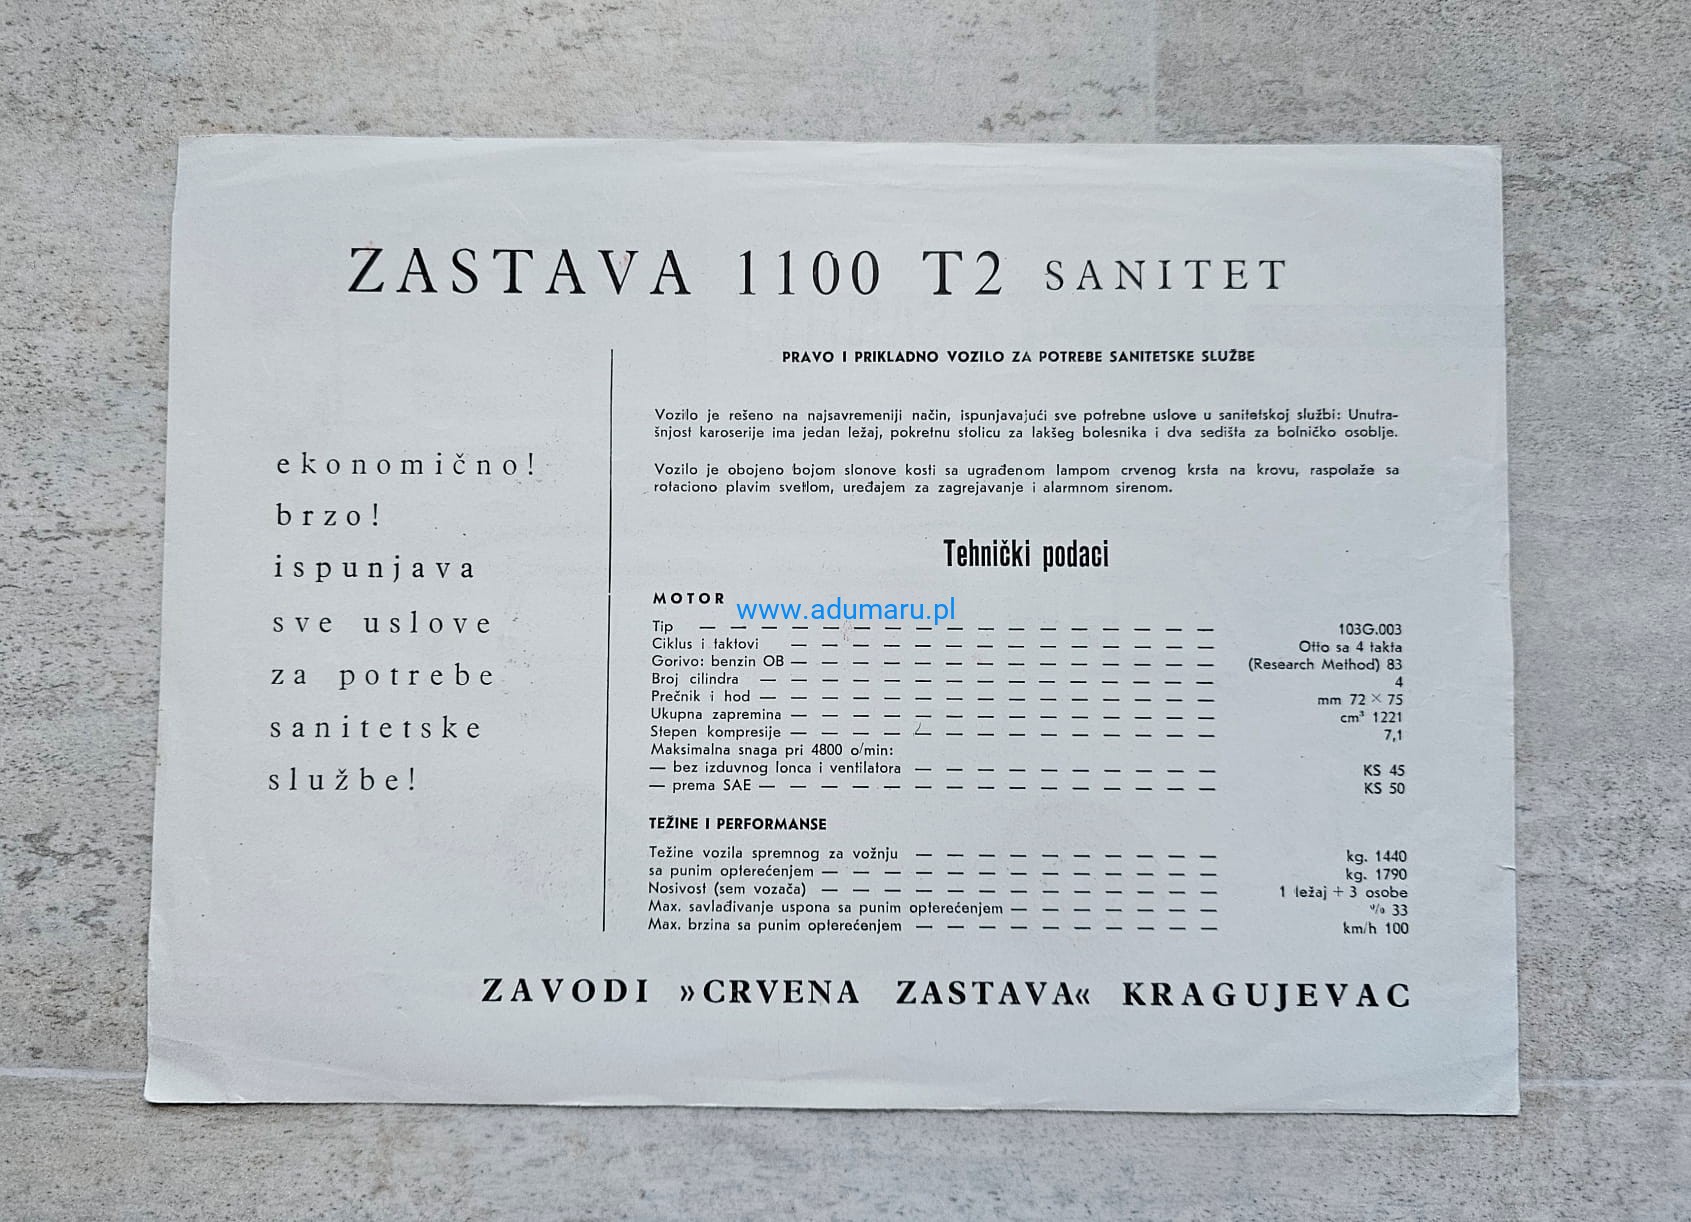 ZASTAVA 1100 T2 SANITET
ekonomično!
brzo!
ispunjava
sve uslove
za potrebe
sanitetske
službe!
PRAVO I PRIKLADNO VOZILO ZA POTREBE SANITETSKE SLUŽBE
Vozilo je rešeno na najsavremeniji način, ispunjavajući sve potrebne uslove u sanitetskoj službi: Unutra-
šnjost karoserije ima jedan ležaj, pokretnu stolicu za lakšeg bolesnika i dva sedišta za bolničko osoblje.
Vozilo je obojeno bojom slonove kosti sa ugrađenom lampom crvenog krsta na krovu, raspolaže sa
rotaciono plavim svetlom, uređajem za zagrejavanje i alarmnom sirenom.
Tehnički podaci
MOTOR
www.adumaru.pl
Tip — — — — — — — — — — — — — — — — — 103G.003
Ciklus i taktovi — — — — — — — — — — — — — — Otto sa 4 takta
Gorivo: benzin OB — — — — — — — — — — — — — — (Research Method) 83
Broj cilindra — — — — — — — — — — — — — — — 4
Prečnik i hod — — — — — — — — — — — — — — — mm 72 × 75
Ukupna zapremina — — — — — — — — — — — — — — cm³ 1221
Stepen kompresije — — — — — — — — — — — — — — 7,1
Maksimalna snaga pri 4800 o/min:
— bez izduvnog lonca i ventilatora — — — — — — — — — — KS 45
— prema SAE — — — — — — — — — — — — — — — KS 50
TEŽINE I PERFORMANSE
Težine vozila spremnog za vožnju — — — — — — — — — — kg. 1440
sa punim opterećenjem — — — — — — — — — — — — — kg. 1790
Nosivost (sem vozača) — — — — — — — — — — — — — 1 ležaj + 3 osobe
Max. savlađivanje uspona sa punim opterećenjem — — — — — — — % 33
Max. brzina sa punim opterećenjem — — — — — — — — — — km/h 100
ZAVODI »CRVENA ZASTAVA« KRAGUJEVAC